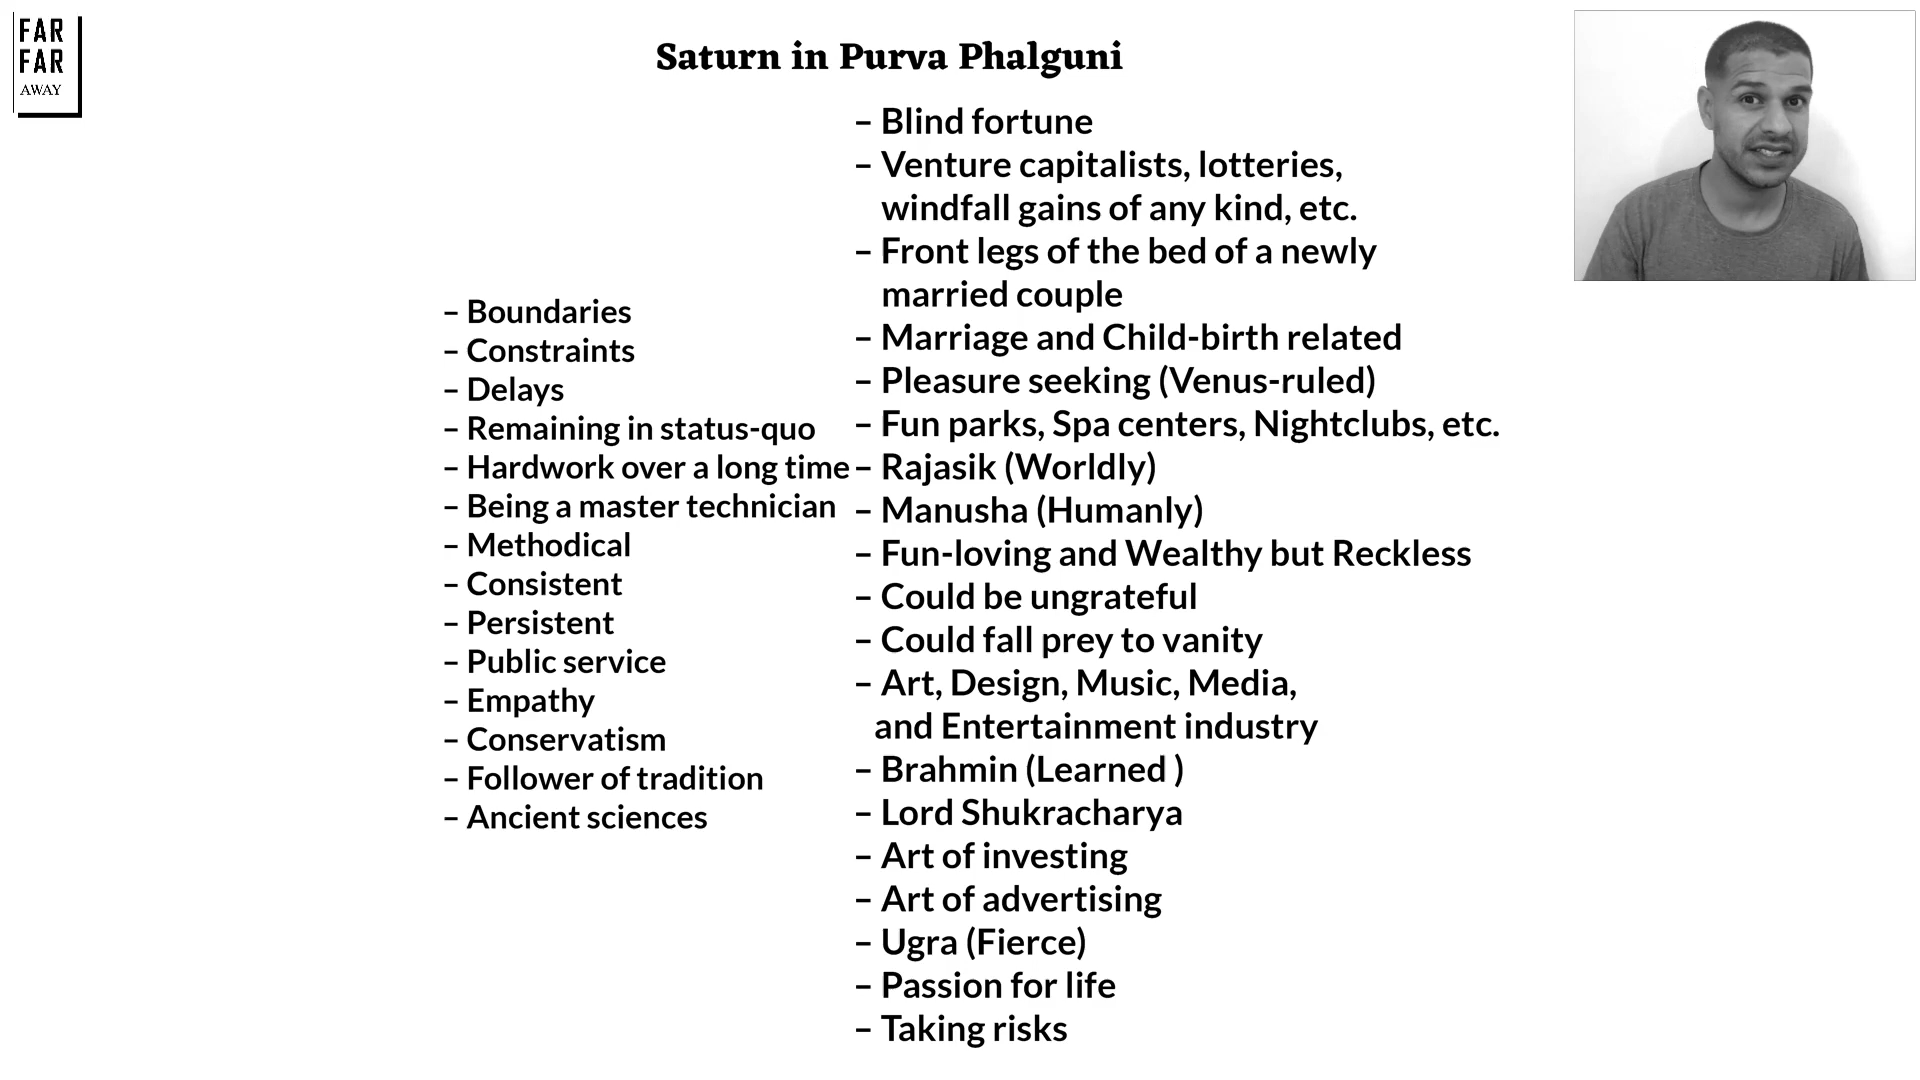 FAR
FAR
AWAY
Saturn in Purva Phalguni
– Boundaries
– Constraints
– Delays
– Remaining in status-quo
– Hardwork over a long time
– Being a master technician
– Methodical
– Consistent
– Persistent
– Public service
– Empathy
– Conservatism
– Follower of tradition
– Ancient sciences
– Blind fortune
– Venture capitalists, lotteries,
windfall gains of any kind, etc.
– Front legs of the bed of a newly
married couple
– Marriage and Child-birth related
– Pleasure seeking (Venus-ruled)
– Fun parks, Spa centers, Nightclubs, etc.
– Rajasik (Worldly)
– Manusha (Humanly)
– Fun-loving and Wealthy but Reckless
– Could be ungrateful
– Could fall prey to vanity
– Art, Design, Music, Media,
and Entertainment industry
– Brahmin (Learned )
– Lord Shukracharya
– Art of investing
– Art of advertising
– Ugra (Fierce)
– Passion for life
– Taking risks